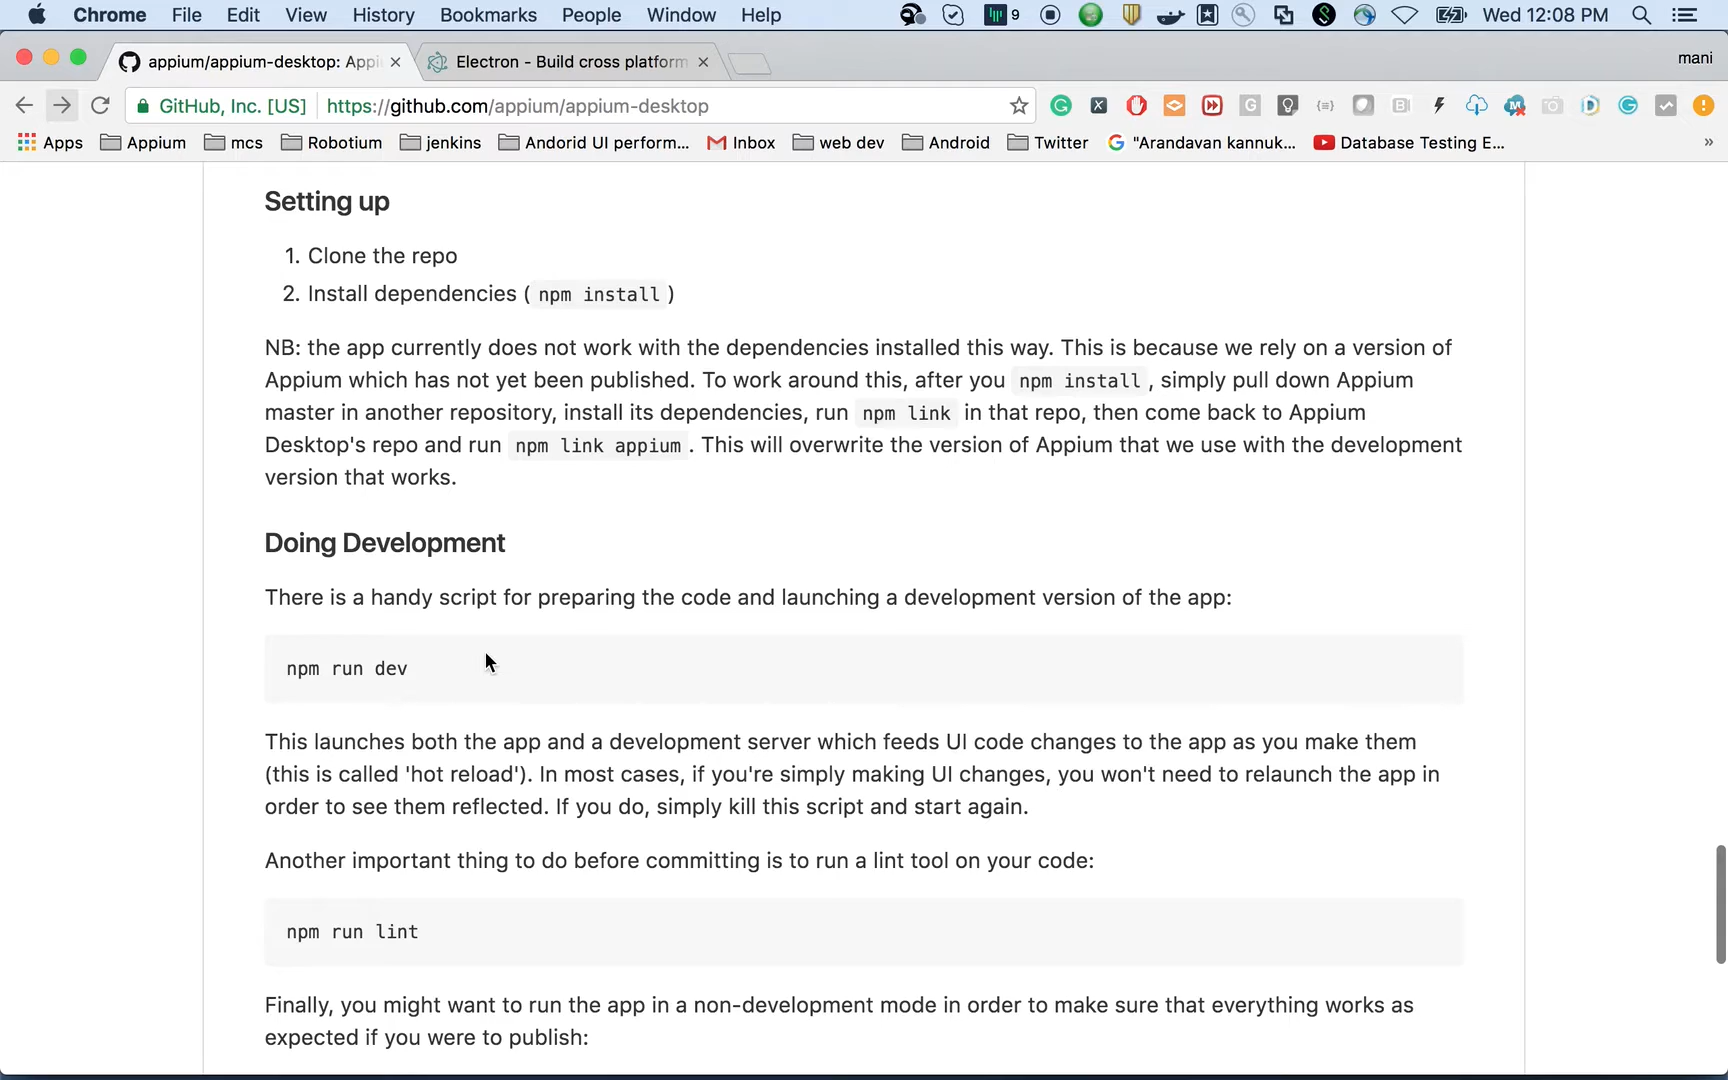 Chrome File Edit View History Bookmarks People Window Help 9 Wed 12:08 PM
appium/appium-desktop: Appi Electron - Build cross platform mani
GitHub, Inc. [US] https://github.com/appium/appium-desktop
Apps Appium mcs Robotium jenkins Andorid UI perform... Inbox web dev Android Twitter "Arandavan kannuk... Database Testing E... »
Setting up
1. Clone the repo
2. Install dependencies ( npm install )
NB: the app currently does not work with the dependencies installed this way. This is because we rely on a version of
Appium which has not yet been published. To work around this, after you npm install , simply pull down Appium
master in another repository, install its dependencies, run npm link in that repo, then come back to Appium
Desktop's repo and run npm link appium . This will overwrite the version of Appium that we use with the development
version that works.
Doing Development
There is a handy script for preparing the code and launching a development version of the app:
npm run dev
This launches both the app and a development server which feeds UI code changes to the app as you make them
(this is called 'hot reload'). In most cases, if you're simply making UI changes, you won't need to relaunch the app in
order to see them reflected. If you do, simply kill this script and start again.
Another important thing to do before committing is to run a lint tool on your code:
npm run lint
Finally, you might want to run the app in a non-development mode in order to make sure that everything works as
expected if you were to publish: